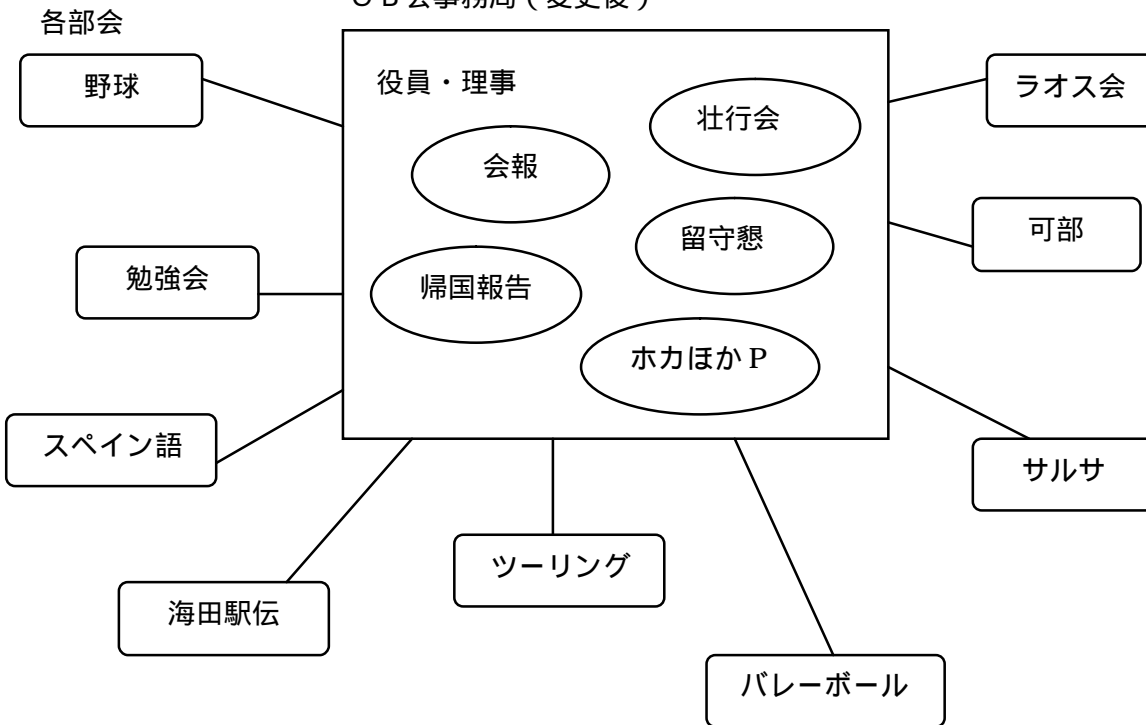 OB会事務局(変更後)
各部会
野球
役員・理事
壮行会
ラオス会
会報
可部
留守懇
勉強会
帰国報告
ホカほかP
スペイン語
サルサ
ツーリング
海田駅伝
バレーボール